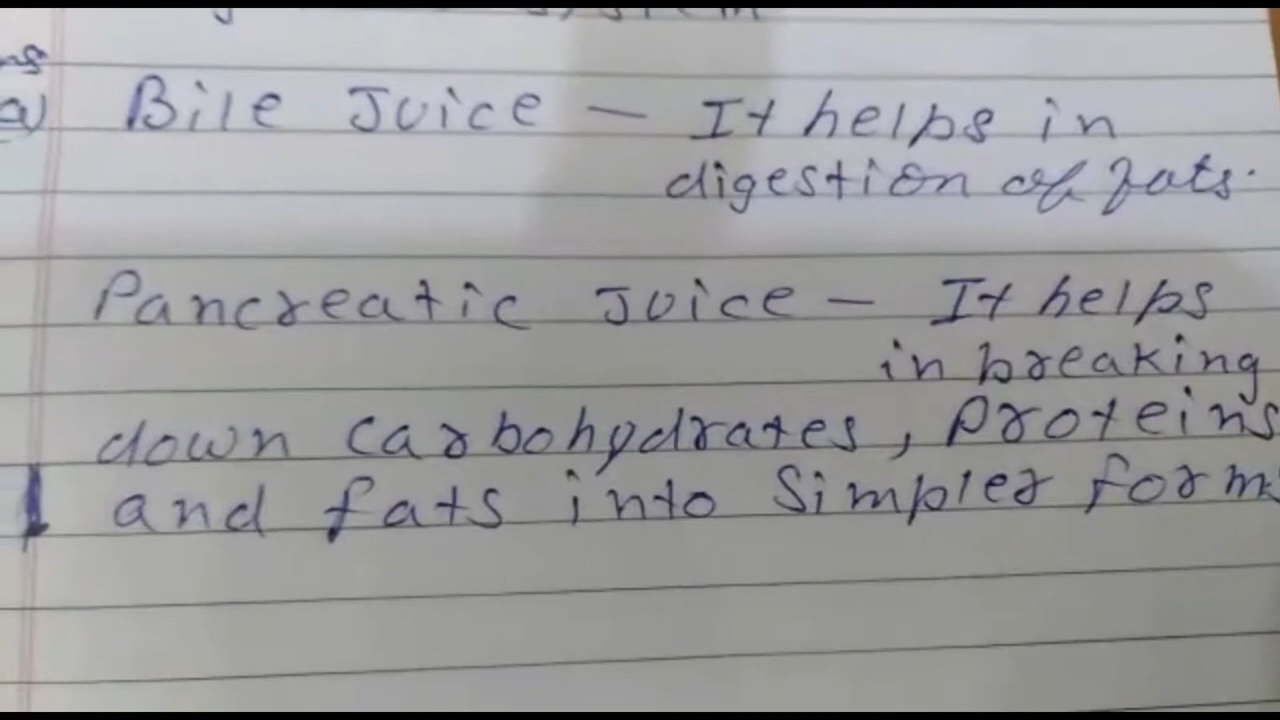 ns
a) Bile Juice - It helps in
digestion of fats.
Pancreatic Juice - It helps
in breaking
down carbohydrates, Proteins
and fats into Simpler form